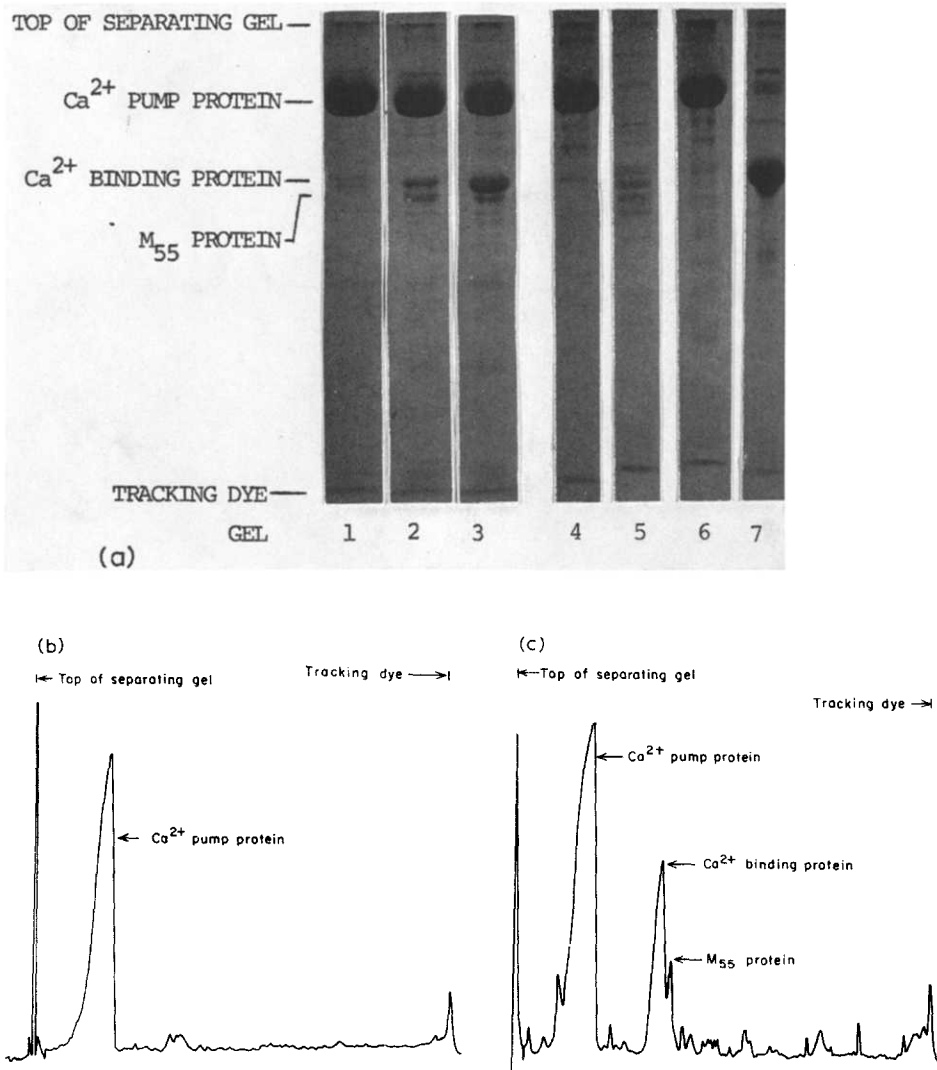 TOP OF SEPARATING GEL
Ca2+ PUMP PROTEIN
Ca2+ BINDING PROTEIN
M55 PROTEIN
TRACKING DYE
GEL 1 2 3 4 5 6 7
(a)
(b)
Top of separating gel
Tracking dye
Ca2+ pump protein
(c)
Top of separating gel
Tracking dye
Ca2+ pump protein
Ca2+ binding protein
M55 protein